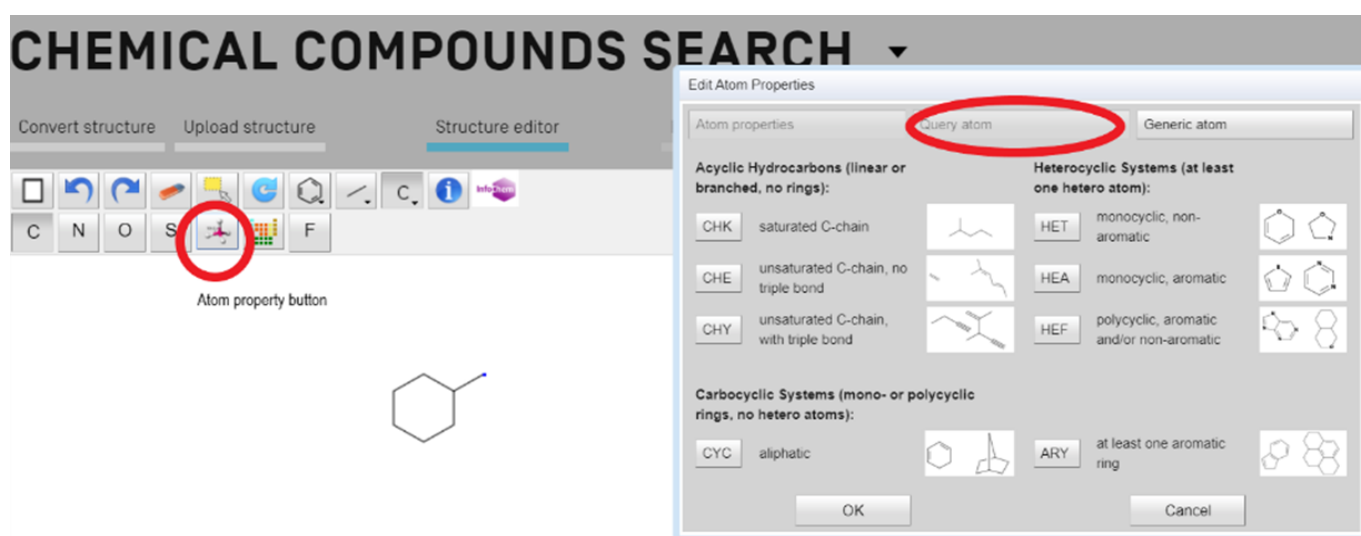 CHEMICAL COMPOUNDS SEARCH
Convert structure
Upload structure
Structure editor
C
InfoChem
C N O S F
Atom property button
Edit Atom Properties
Atom properties
Query atom
Generic atom
Acyclic Hydrocarbons (linear or
branched, no rings):
CHK saturated C-chain
CHE unsaturated C-chain, no
triple bond
CHY unsaturated C-chain,
with triple bond
Heterocyclic Systems (at least
one hetero atom):
HET monocyclic, non-
aromatic
HEA monocyclic, aromatic
HEF polycyclic, aromatic
and/or non-aromatic
Carbocyclic Systems (mono- or polycyclic
rings, no hetero atoms):
CYC aliphatic
ARY at least one aromatic
ring
OK
Cancel